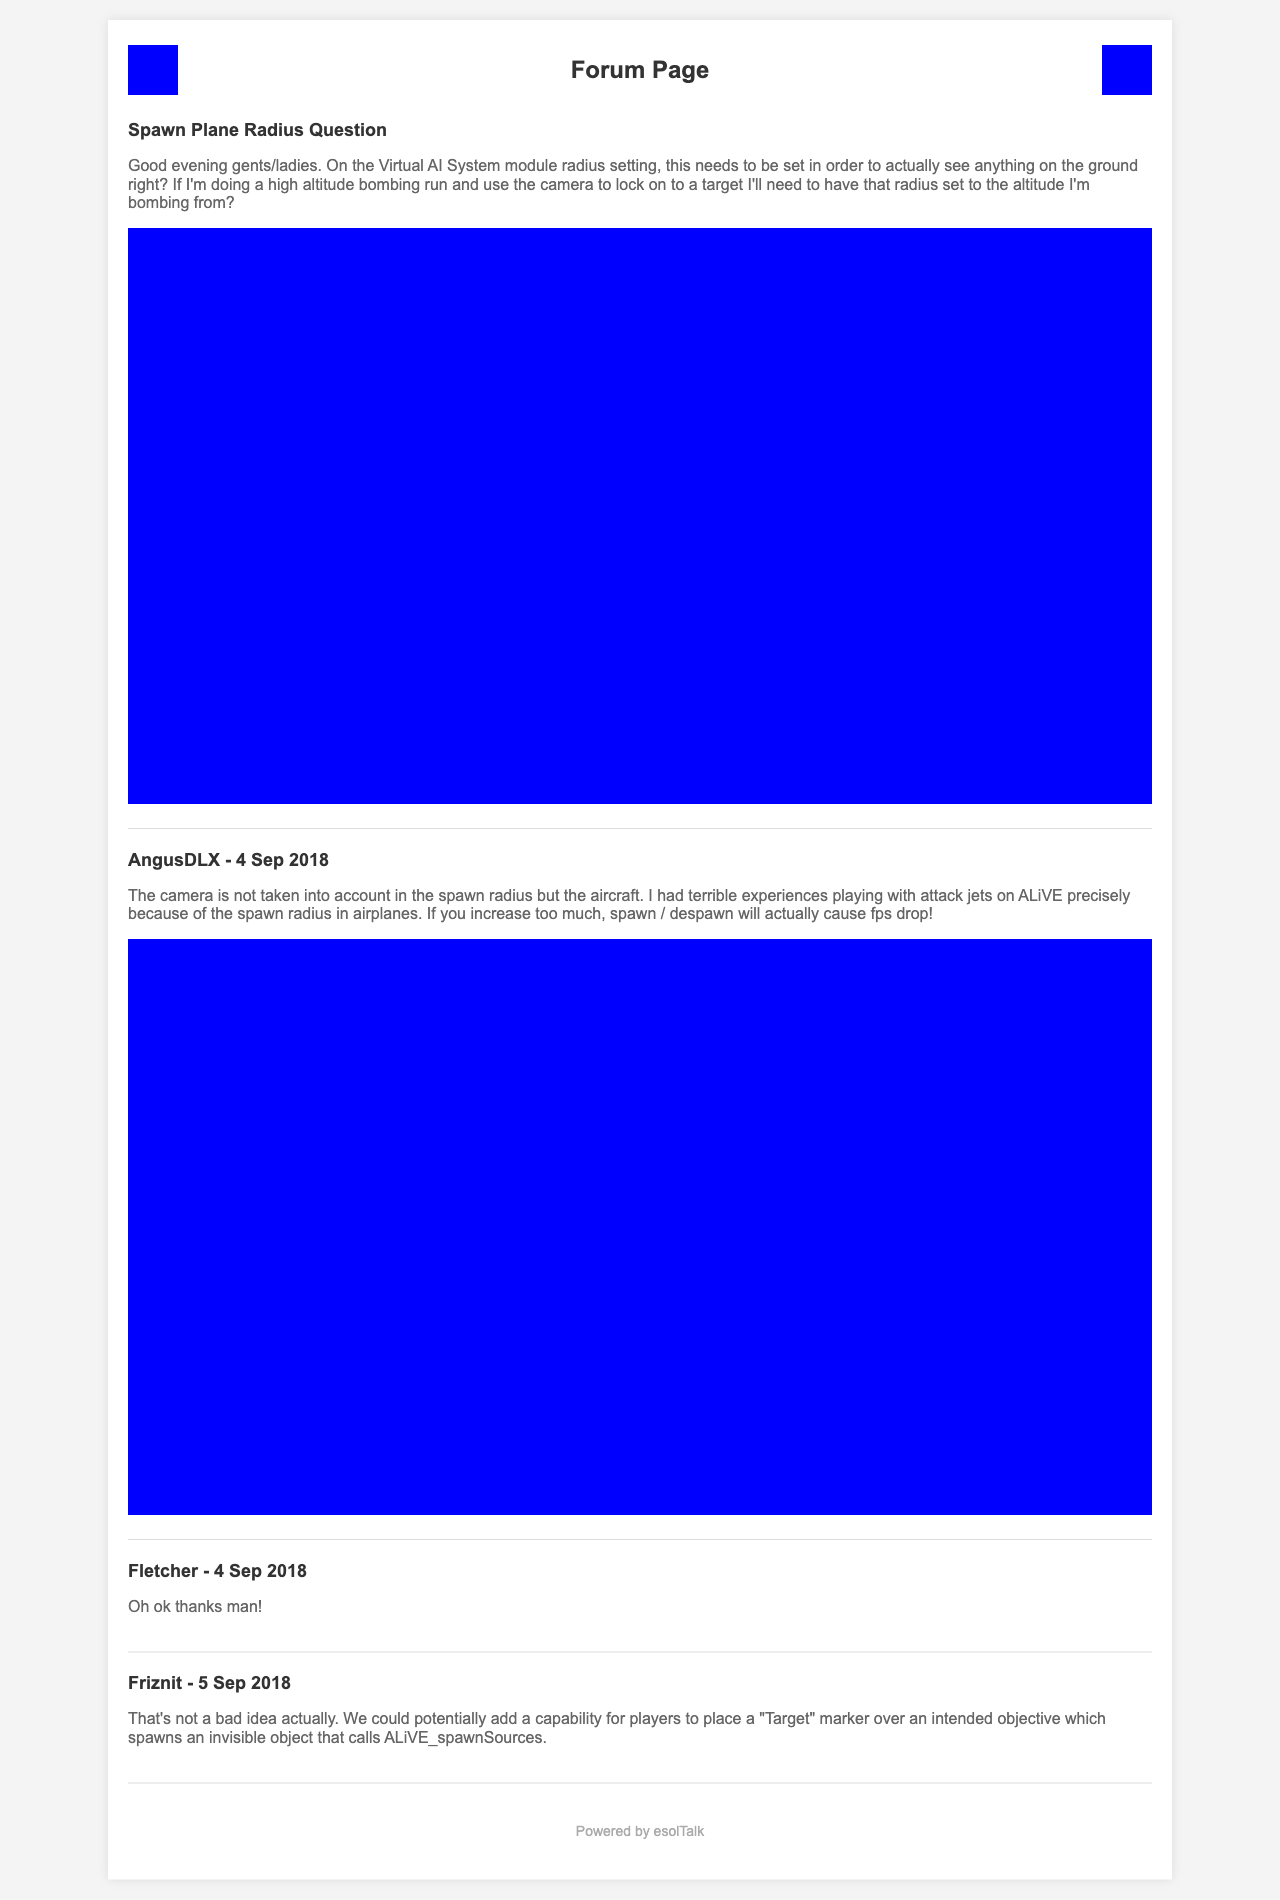 Forum Page
Spawn Plane Radius Question
Good evening gents/ladies. On the Virtual AI System module radius setting, this needs to be set in order to actually see anything on the ground
right? If I'm doing a high altitude bombing run and use the camera to lock on to a target I'll need to have that radius set to the altitude I'm
bombing from?
AngusDLX - 4 Sep 2018
The camera is not taken into account in the spawn radius but the aircraft. I had terrible experiences playing with attack jets on ALiVE precisely
because of the spawn radius in airplanes. If you increase too much, spawn / despawn will actually cause fps drop!
Fletcher - 4 Sep 2018
Oh ok thanks man!
Friznit - 5 Sep 2018
That's not a bad idea actually. We could potentially add a capability for players to place a "Target" marker over an intended objective which
spawns an invisible object that calls ALiVE_spawnSources.
Powered by esolTalk